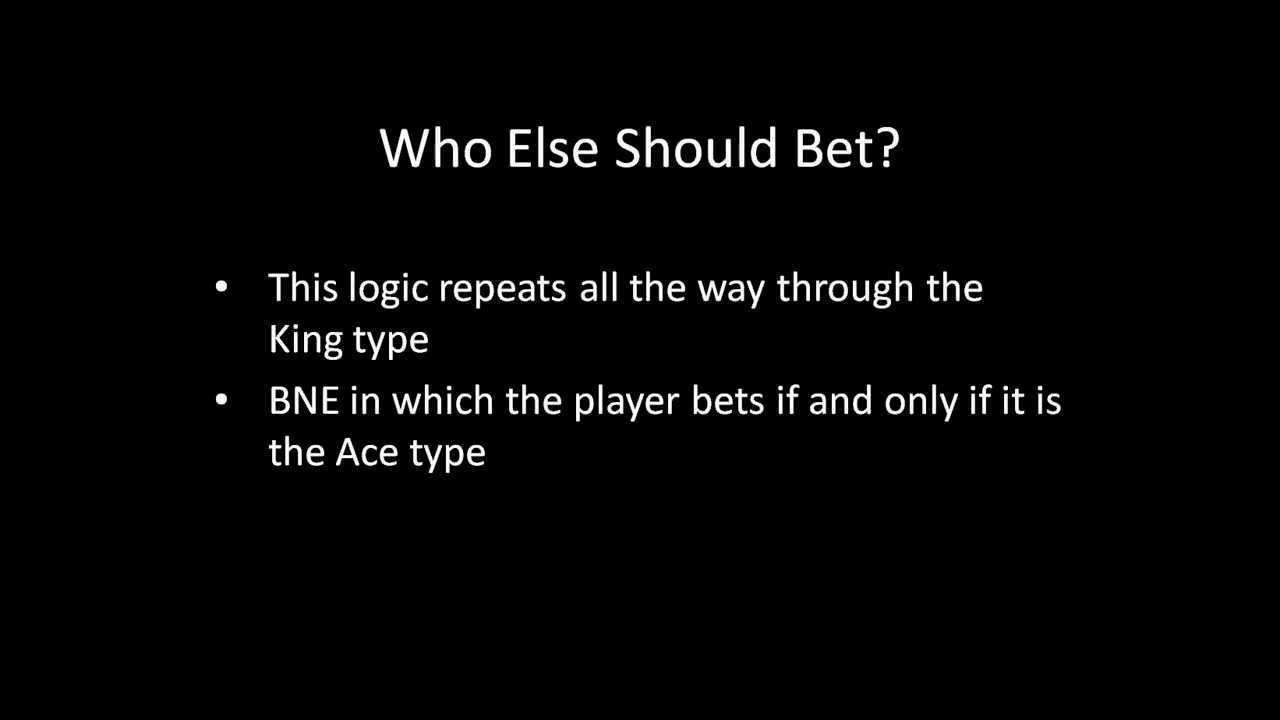 Who Else Should Bet?
• This logic repeats all the way through the
King type
• BNE in which the player bets if and only if it is
the Ace type